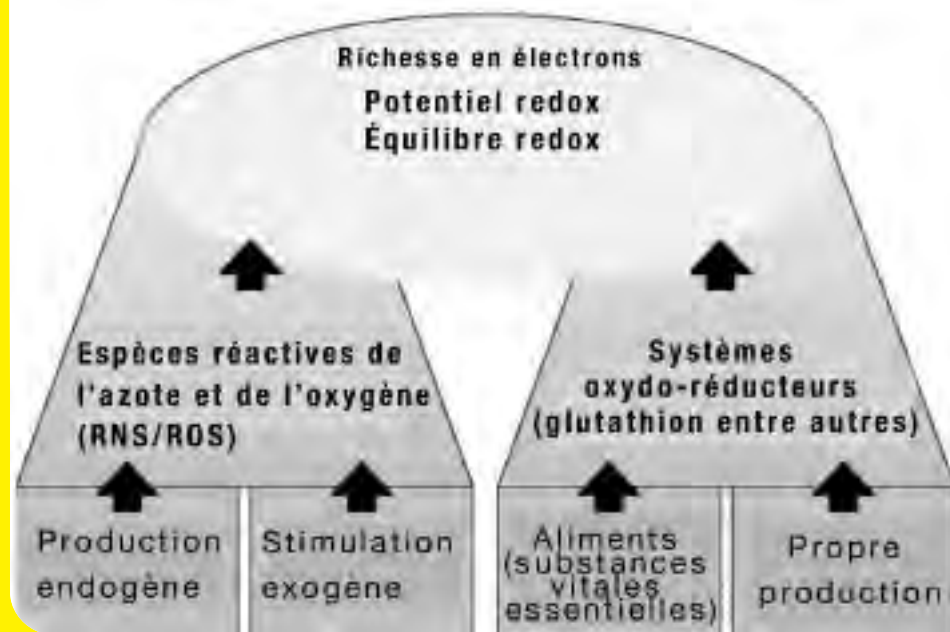 Richesse en électrons
Potentiel redox
Équilibre redox
Espèces réactives de
l'azote et de l'oxygène
(RNS/ROS)
Systèmes
oxydo-réducteurs
(glutathion entre autres)
Production
endogène
Stimulation
exogène
Aliments
(substances
vitales
essentielles)
Propre
production